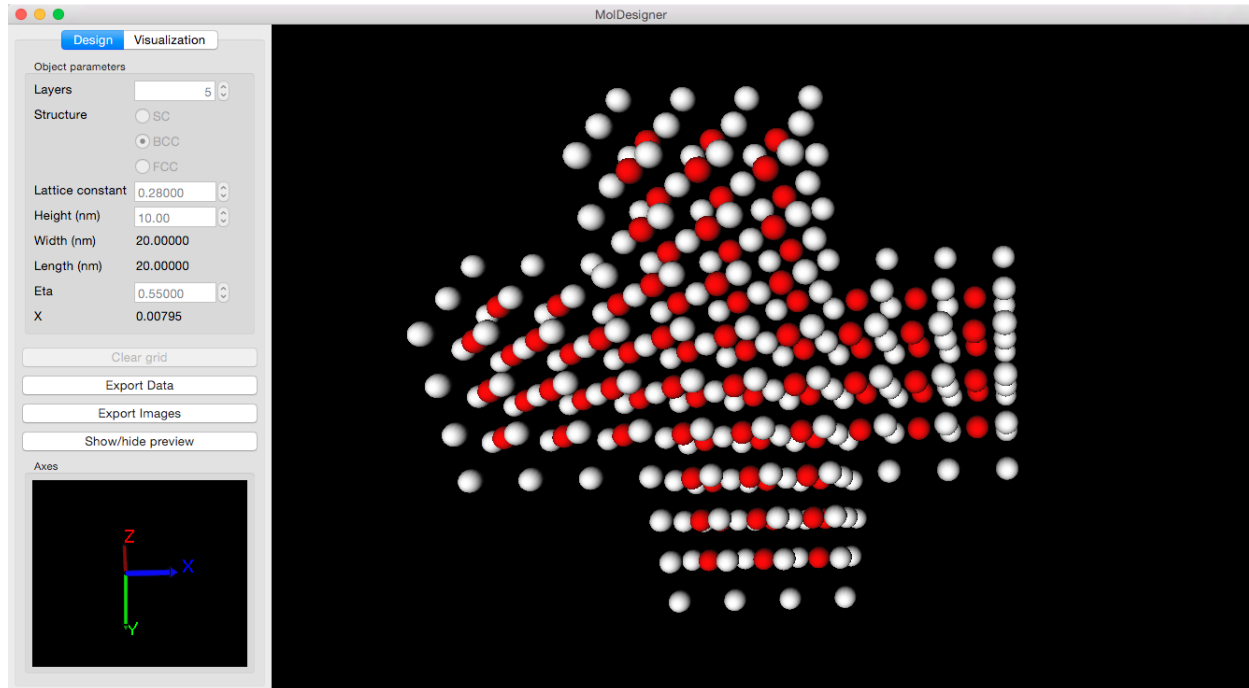 MolDesigner
Design Visualization
Object parameters
Layers 5
Structure SC
BCC
FCC
Lattice constant 0.28000
Height (nm) 10.00
Width (nm) 20.00000
Length (nm) 20.00000
Eta 0.55000
X 0.00795
Clear grid
Export Data
Export Images
Show/hide preview
Axes
Z
X
Y